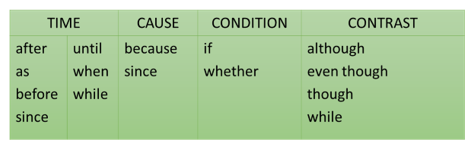 TIME CAUSE CONDITION CONTRAST
after until because if although
as when since whether even though
before while though
since while